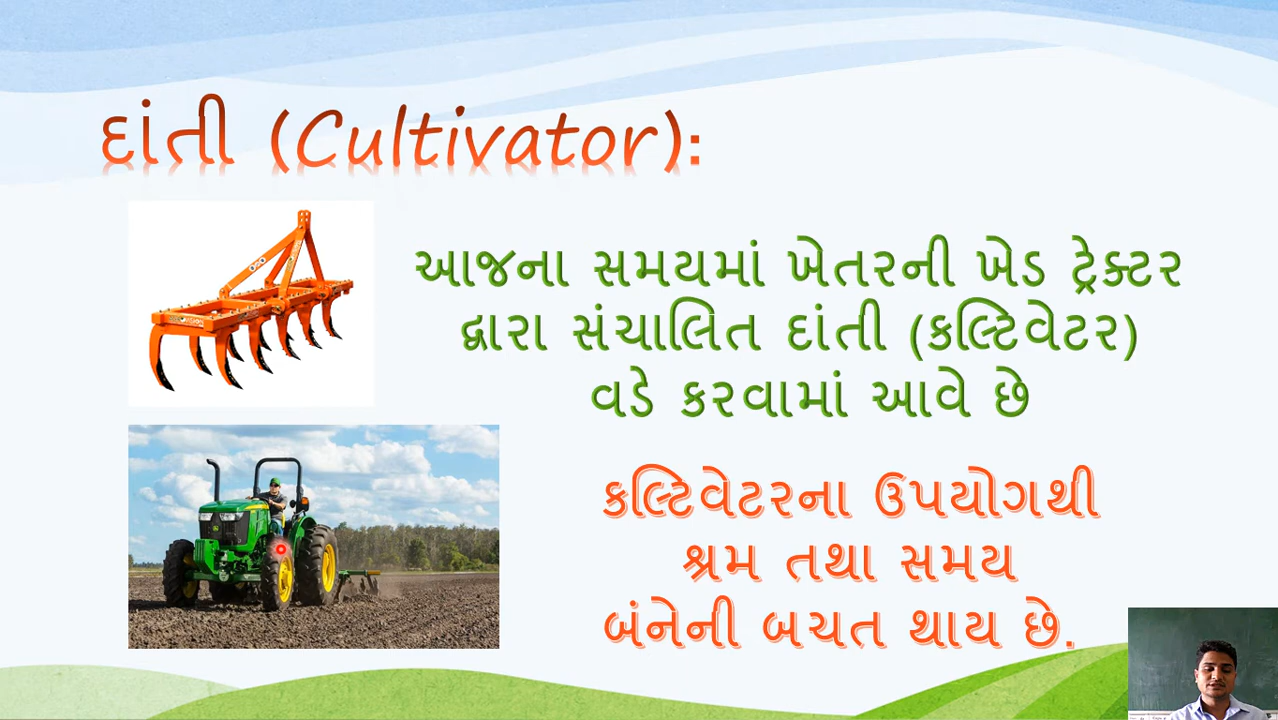 દાંતી (Cultivator):
આજના સમયમાં ખેતરની ખેડ ટ્રેક્ટર
દ્વારા સંચાલિત દાંતી (કલ્ટિવેટર)
વડે કરવામાં આવે છે
કલ્ટિવેટરના ઉપયોગથી
શ્રમ તથા સમય
બંનેની બચત થાય છે.